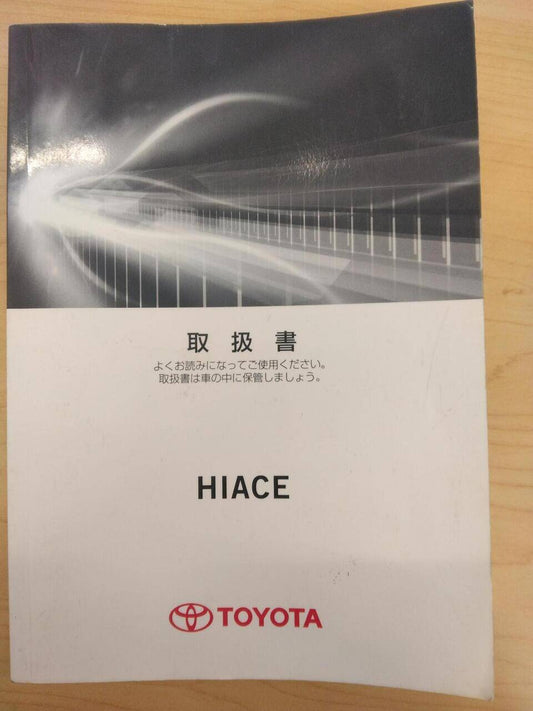 取扱書
よくお読みになってご使用ください。
取扱書は車の中に保管しましょう。
HIACE
TOYOTA